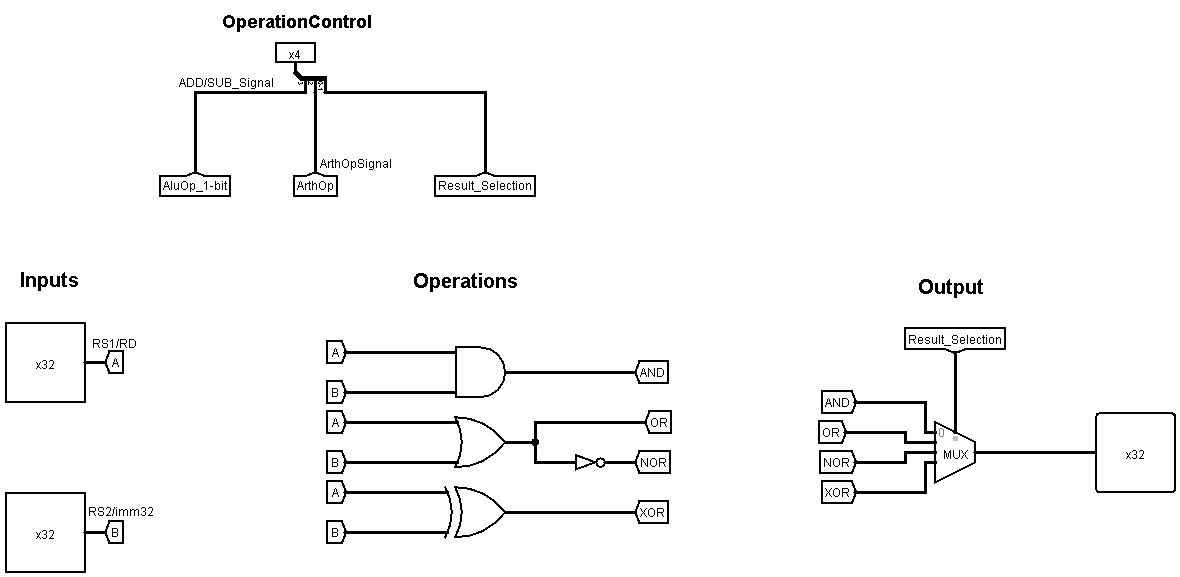 OperationControl
x4
ADD/SUB_Signal
ArthOpSignal
AluOp_1-bit
ArthOp
Result_Selection
Inputs
Operations
Output
RS1/RD
x32
A
RS2/imm32
x32
B
A
B
AND
A
B
OR
NOR
A
B
XOR
Result_Selection
AND
OR
NOR
XOR
0
MUX
x32